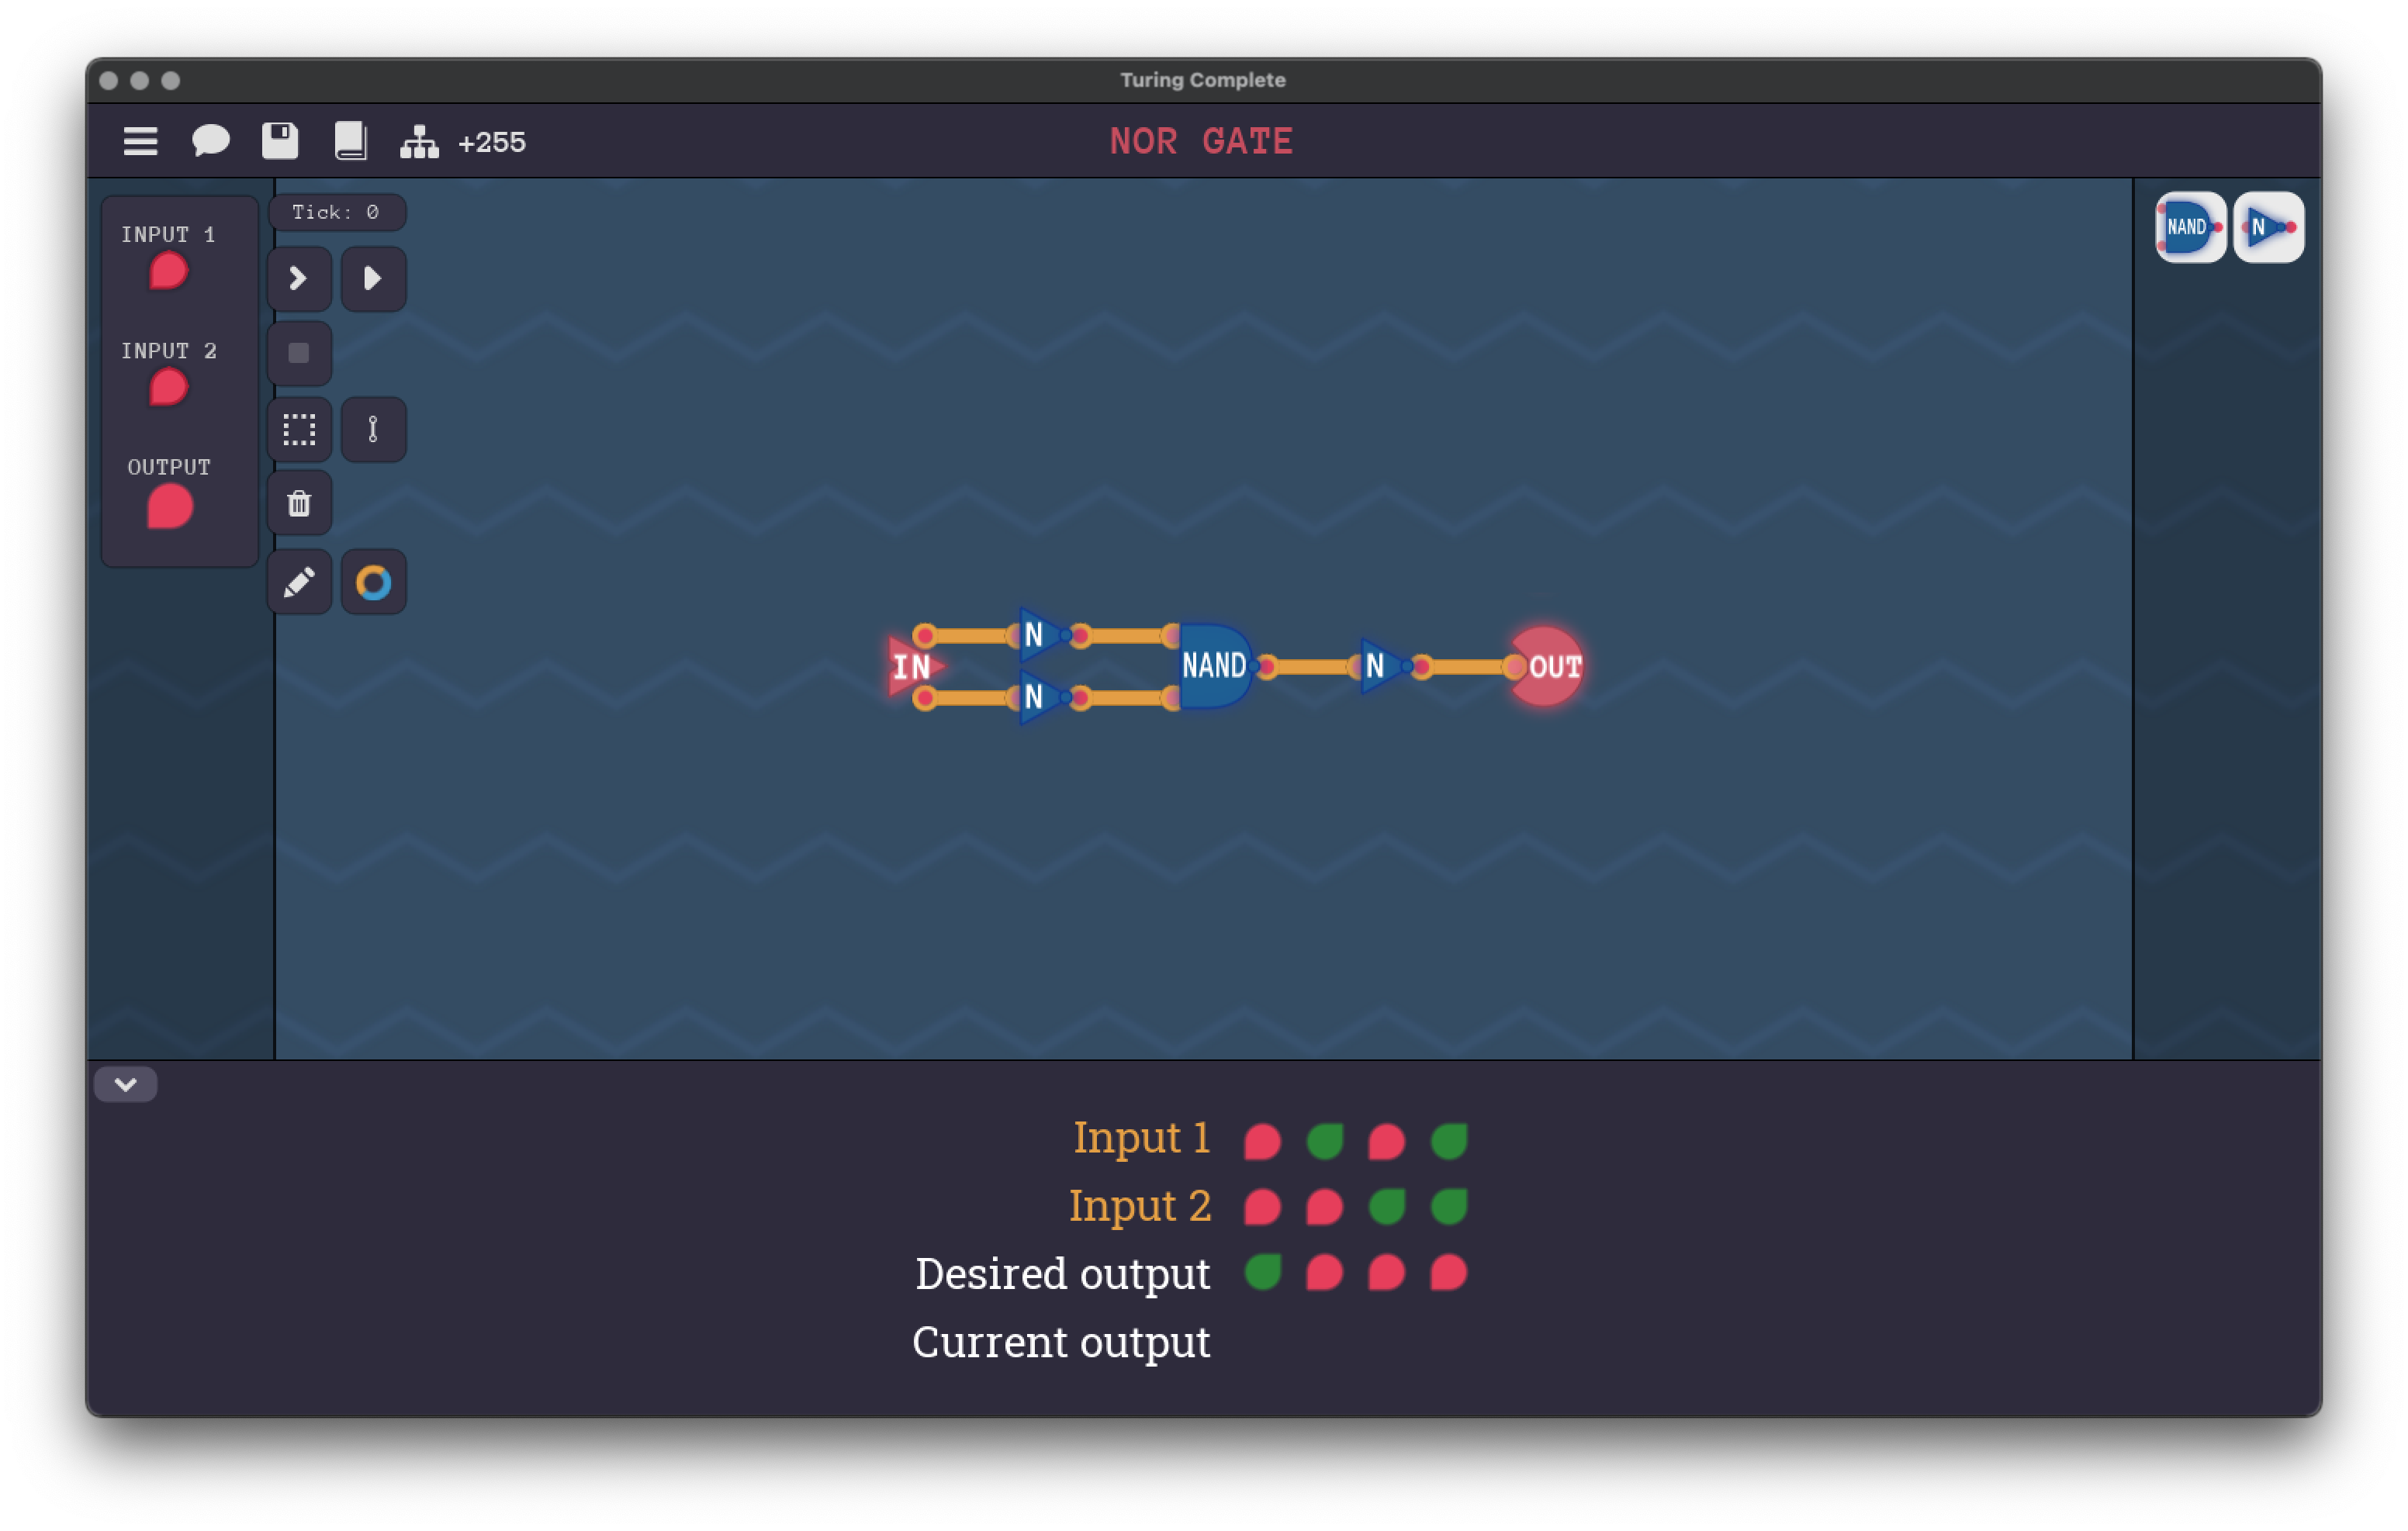 Turing Complete
+255
NOR GATE
INPUT 1
INPUT 2
OUTPUT
Tick: 0
NAND
N
IN
N
N
NAND
N
OUT
Input 1
Input 2
Desired output
Current output